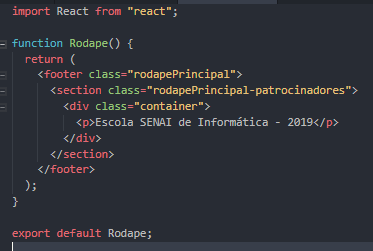 import React from "react";
function Rodape() {
return (
<footer class="rodapePrincipal">
<section class="rodapePrincipal-patrocinadores">
<div class="container">
<p>Escola SENAI de Informática - 2019</p>
</div>
</section>
</footer>
);
}
export default Rodape;